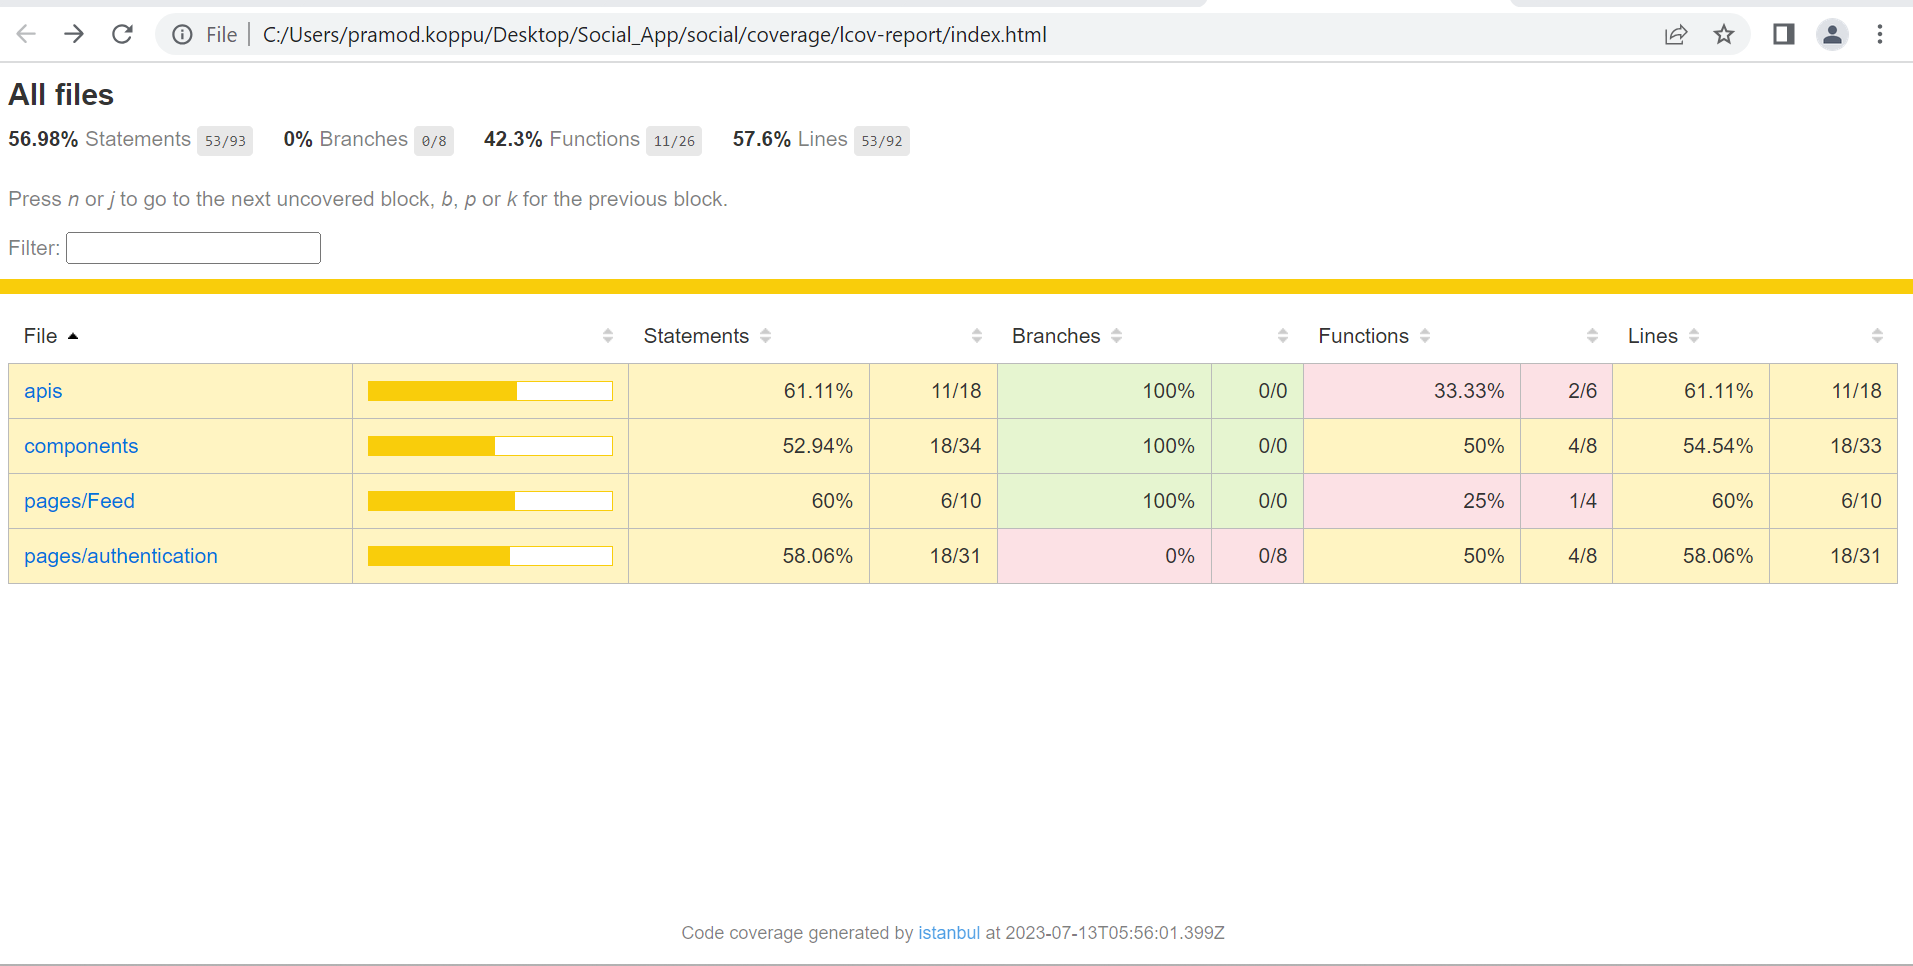 File C:/Users/pramod.koppu/Desktop/Social_App/social/coverage/lcov-report/index.html
All files
56.98% Statements 53/93 0% Branches 0/8 42.3% Functions 11/26 57.6% Lines 53/92
Press n or j to go to the next uncovered block, b, p or k for the previous block.
Filter:
File Statements Branches Functions Lines
apis 61.11% 11/18 100% 0/0 33.33% 2/6 61.11% 11/18
components 52.94% 18/34 100% 0/0 50% 4/8 54.54% 18/33
pages/Feed 60% 6/10 100% 0/0 25% 1/4 60% 6/10
pages/authentication 58.06% 18/31 0% 0/8 50% 4/8 58.06% 18/31
Code coverage generated by istanbul at 2023-07-13T05:56:01.399Z